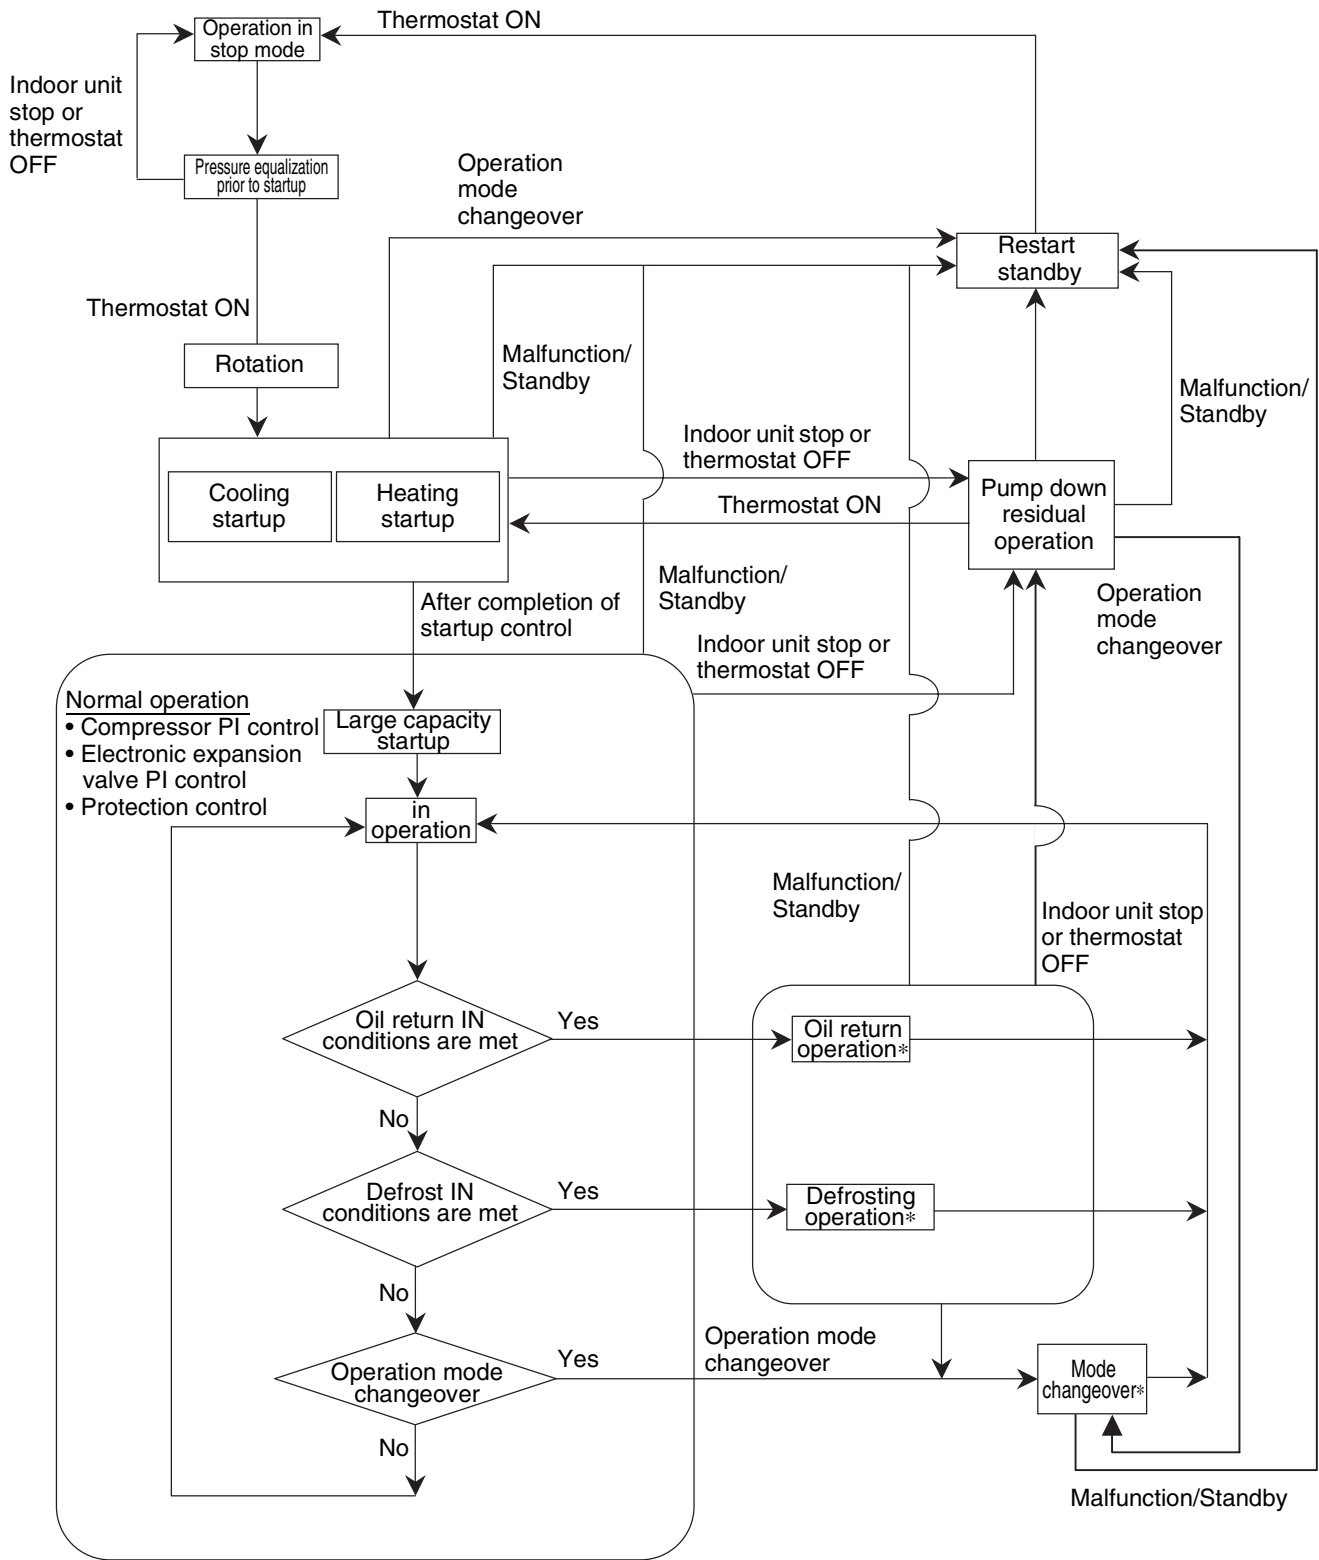 Thermostat ON
Operation in
stop mode
Indoor unit
stop or
thermostat
OFF
Pressure equalization
prior to startup
Operation
mode
changeover
Restart
standby
Thermostat ON
Rotation
Malfunction/
Standby
Malfunction/
Standby
Indoor unit stop or
thermostat OFF
Cooling
startup
Heating
startup
Thermostat ON
Pump down
residual
operation
Malfunction/
Standby
After completion of
startup control
Operation
mode
changeover
Indoor unit stop or
thermostat OFF
Normal operation
• Compressor PI control
• Electronic expansion
valve PI control
• Protection control
Large capacity
startup
in
operation
Malfunction/
Standby
Indoor unit stop
or thermostat
OFF
Oil return IN
conditions are met
Yes
Oil return
operation*
No
Defrost IN
conditions are met
Yes
Defrosting
operation*
No
Operation mode
changeover
Yes
Operation mode
changeover
Mode
changeover*
No
Malfunction/Standby